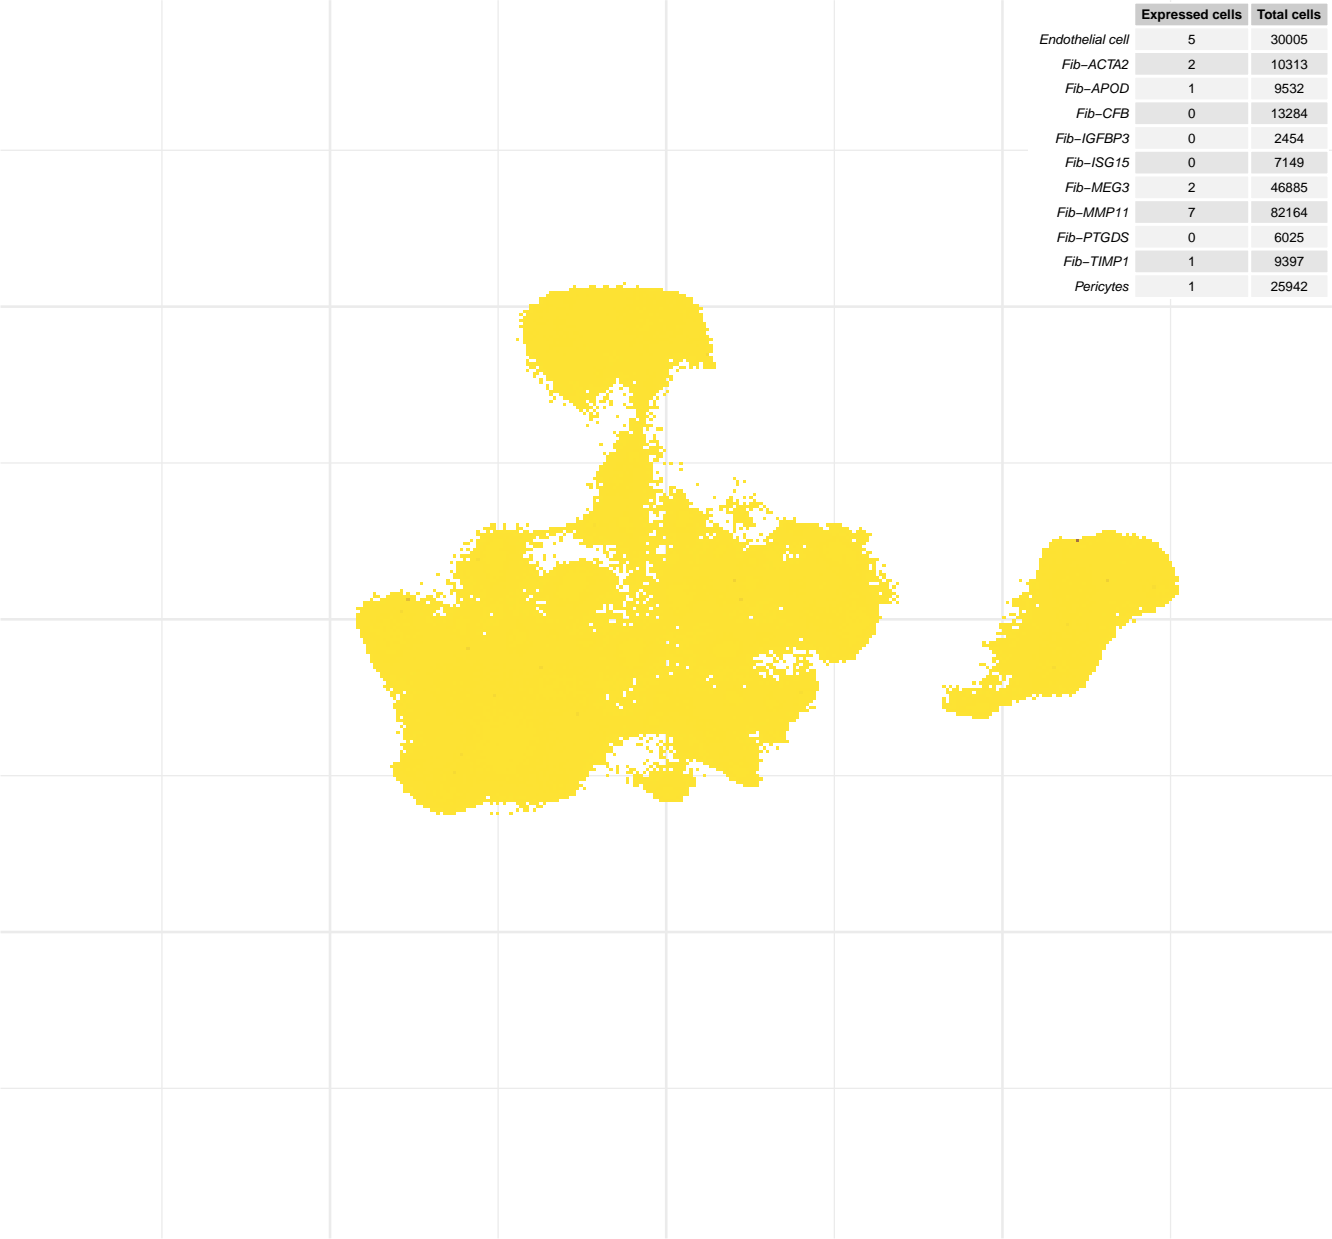 Expressed cells Total cells
Endothelial cell 5 30005
Fib−ACTA2 2 10313
Fib−APOD 1 9532
Fib−CFB 0 13284
Fib−IGFBP3 0 2454
Fib−ISG15 0 7149
Fib−MEG3 2 46885
Fib−MMP11 7 82164
Fib−PTGDS 0 6025
Fib−TIMP1 1 9397
Pericytes 1 25942